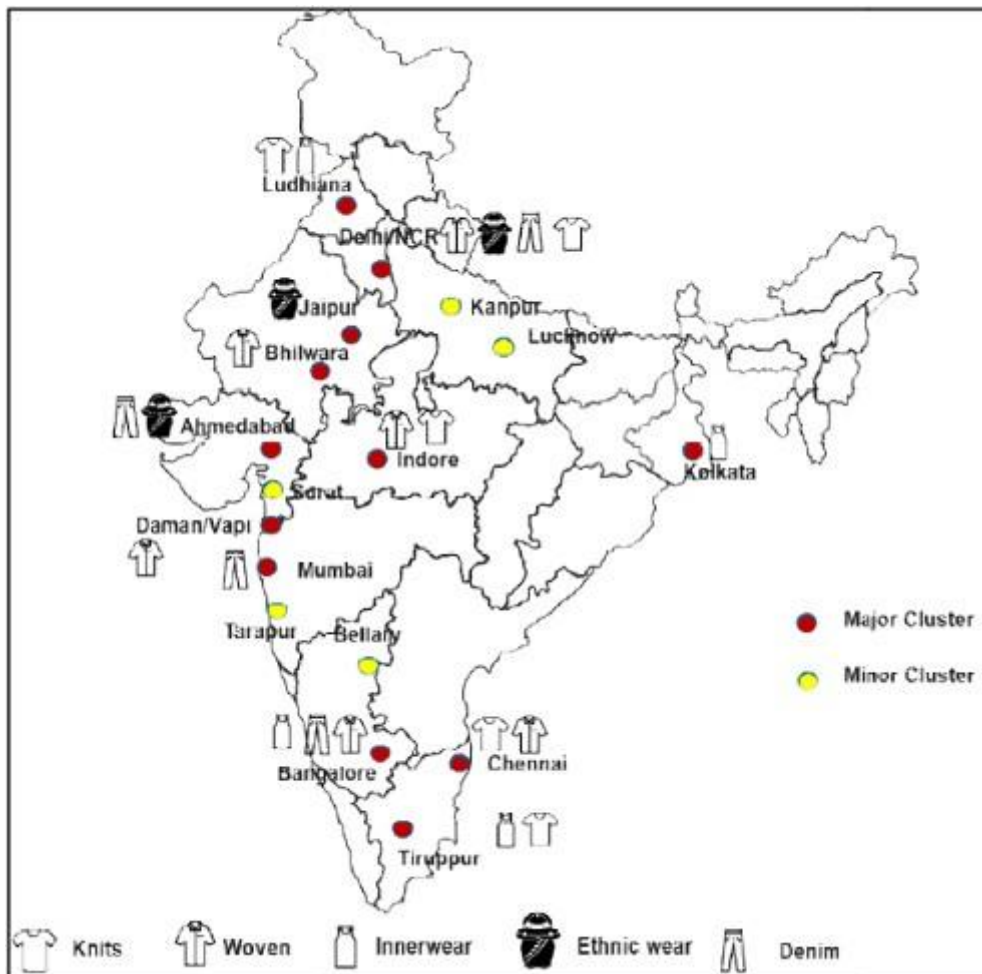 Ludhiana
Delhi/NCR
Jaipur
Kanpur
Lucknow
Bhilwara
Ahmedabad
Indore
Kolkata
Surat
Daman/Vapi
Mumbai
Tarapur
Bellary
Major Cluster
Minor Cluster
Bangalore
Chennai
Tiruppur
Knits
Woven
Innerwear
Ethnic wear
Denim